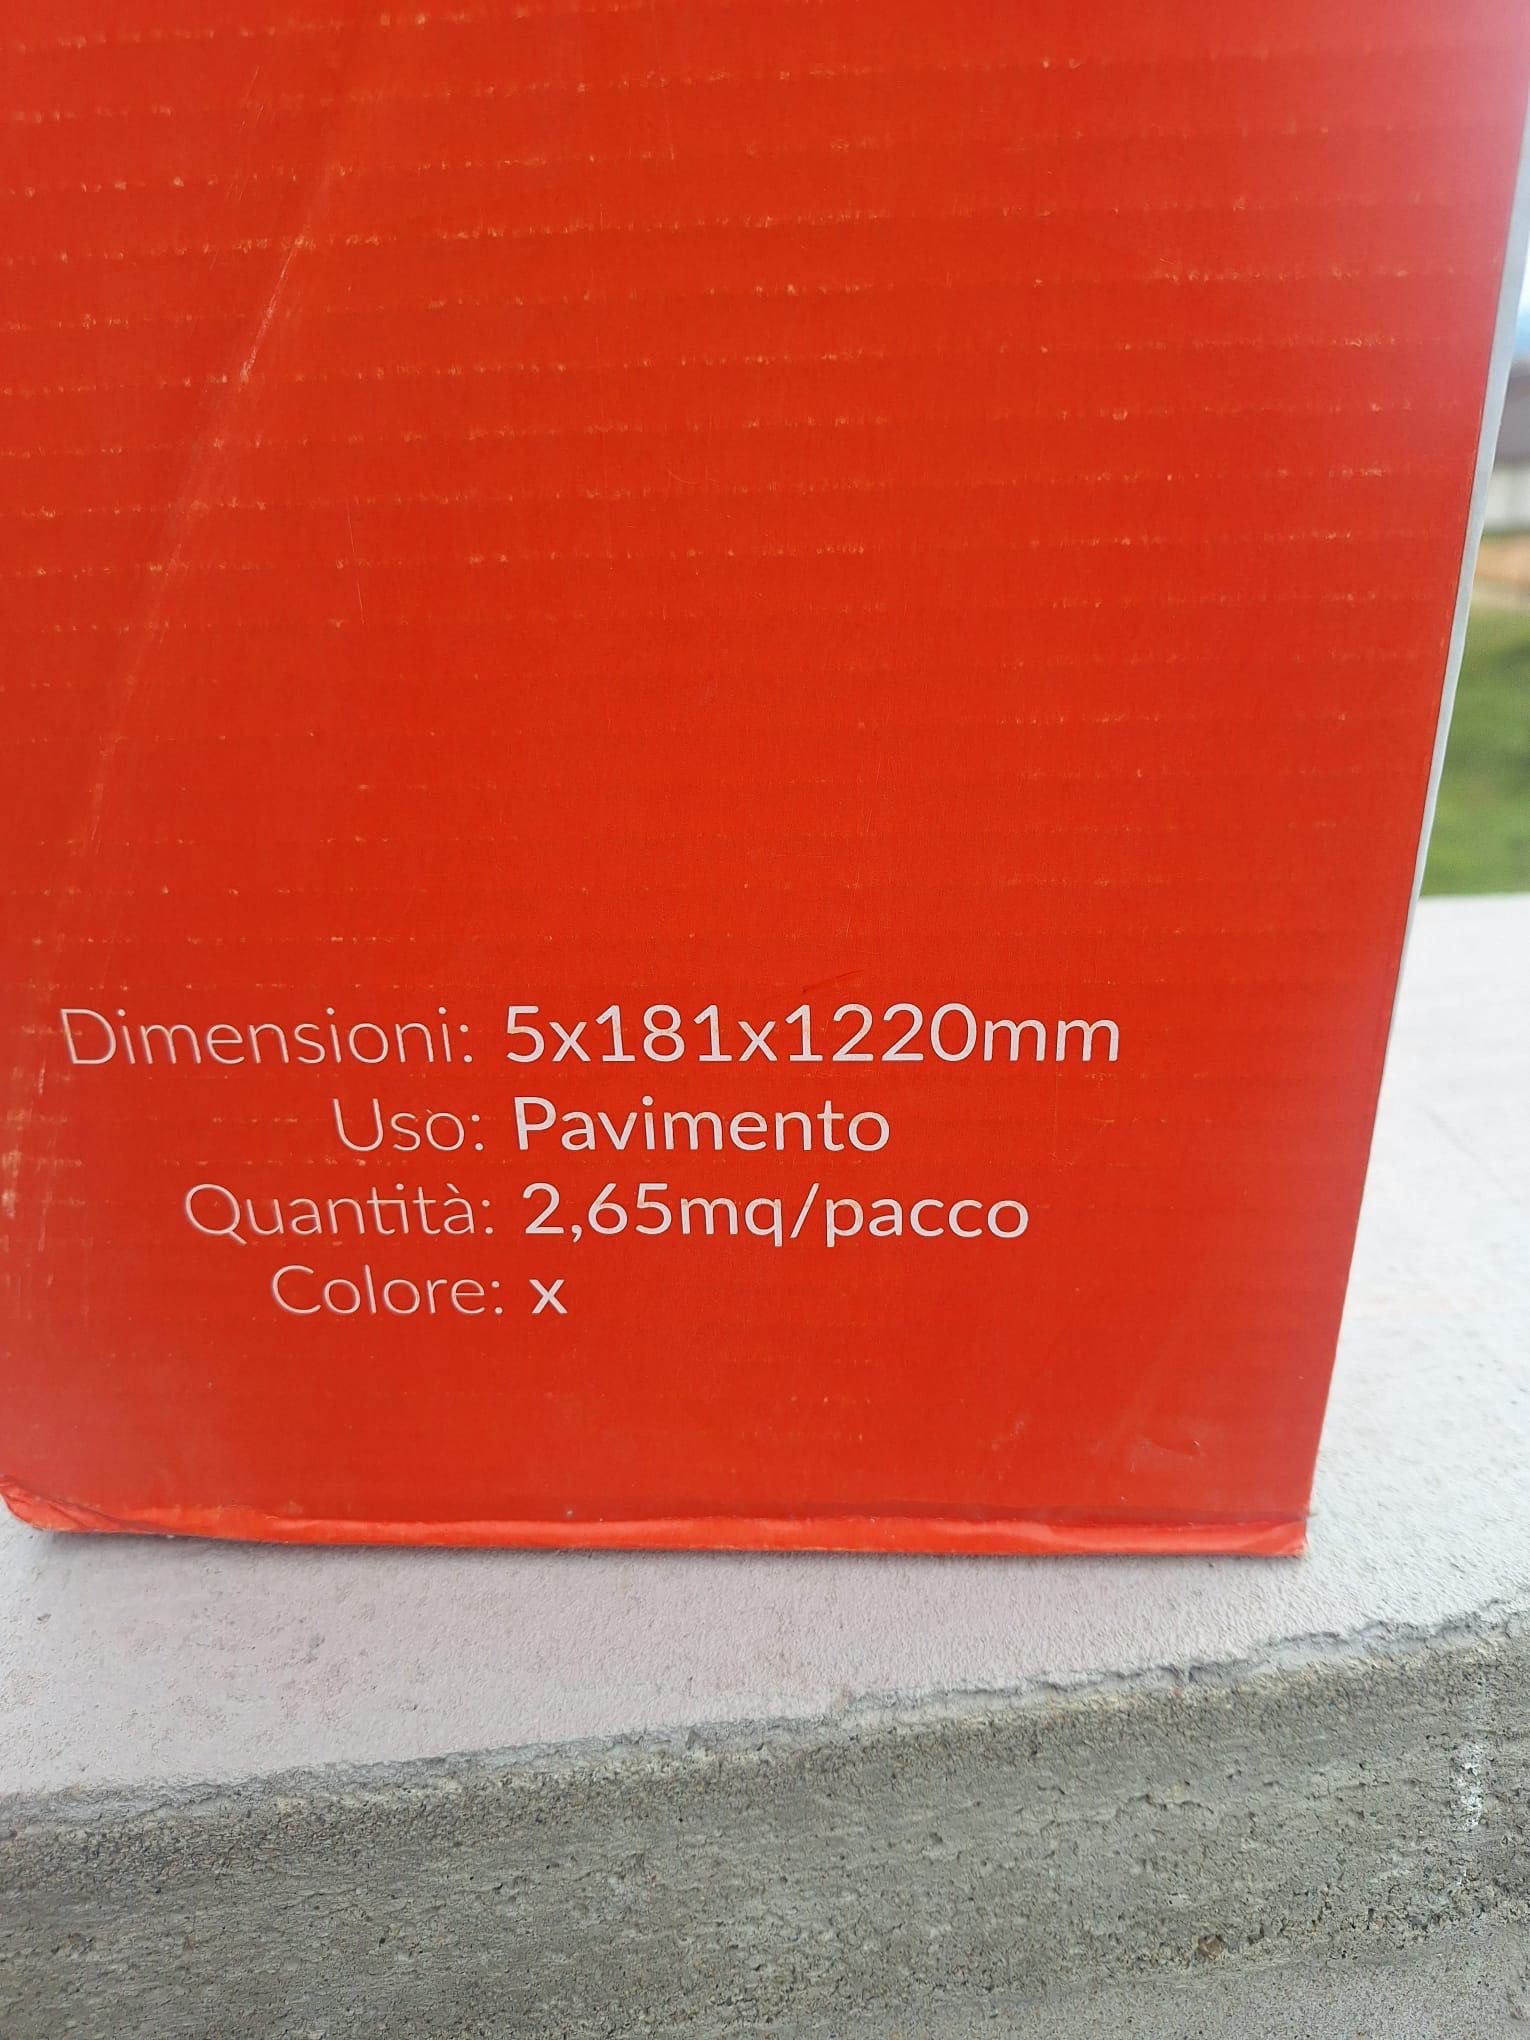 Dimensioni: 5x181x1220mm
Uso: Pavimento
Quantità: 2,65mq/pacco
Colore: x